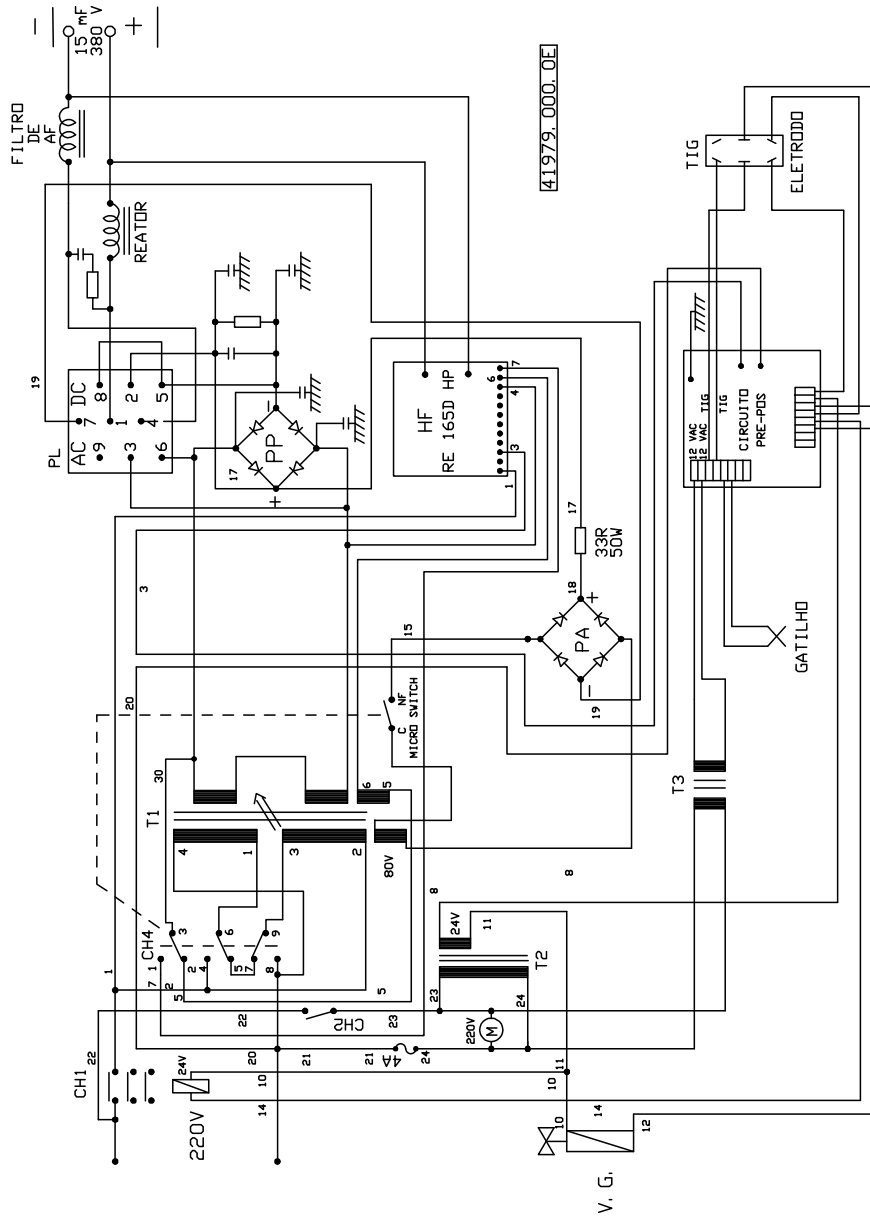 FILTRO
DE
AF
15 mF
380 V
-
+
REATOR
19
PL
AC
DC
9
7
8
3
1
2
6
4
5
17
PP
+
-
HF
RE 165D
HP
1
3
4
6
7
41979. 000. 0E
3
20
15
C
NF
MICRO SWITCH
17
33R
50W
18
PA
+
-
19
TIG
ELETRODO
12 VAC
12 VAC
TIG
TIG
CIRCUITO
PRE-POS
GATILHO
T3
30
T1
4
1
3
2
6
5
80V
8
8
CH4
3
6
9
1
2
4
5
7
8
7
2
5
5
1
24V
11
T2
23
24
220V
M
22
CH2
23
21
21
4A
24
22
20
CH1
24V
220V
10
14
10
11
10
14
12
V. G.